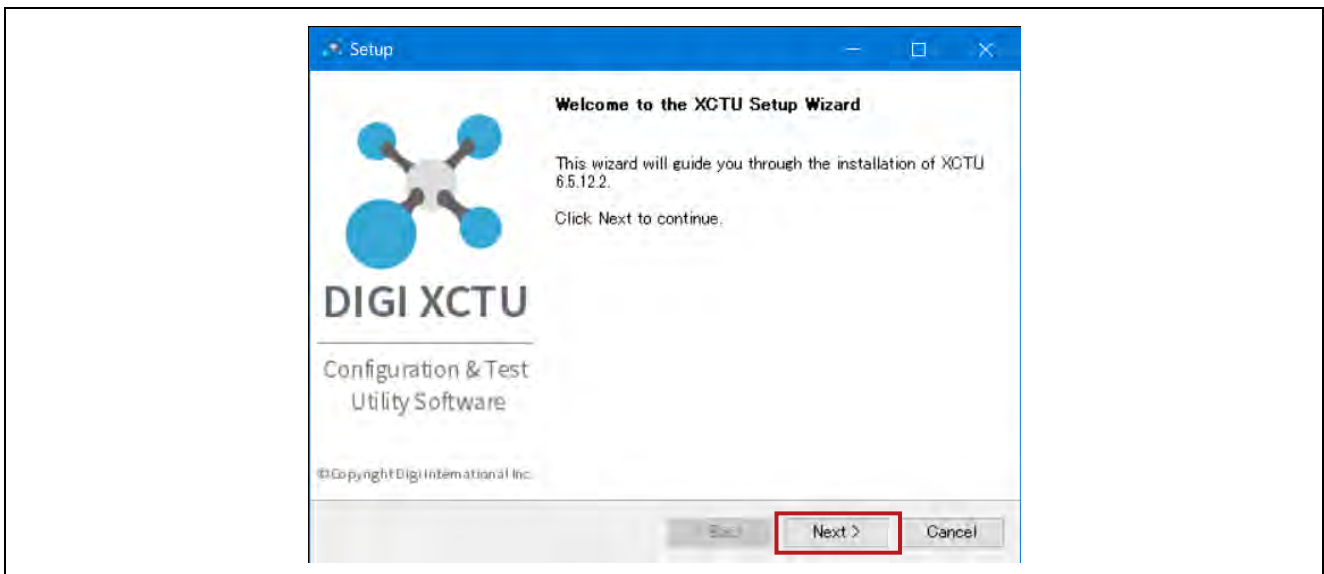 Setup
Welcome to the XCTU Setup Wizard
This wizard will guide you through the installation of XCTU
6.5.12.2.
Click Next to continue.
DIGI XCTU
Configuration & Test
Utility Software
©Copyright Digi International Inc.
< Back
Next >
Cancel